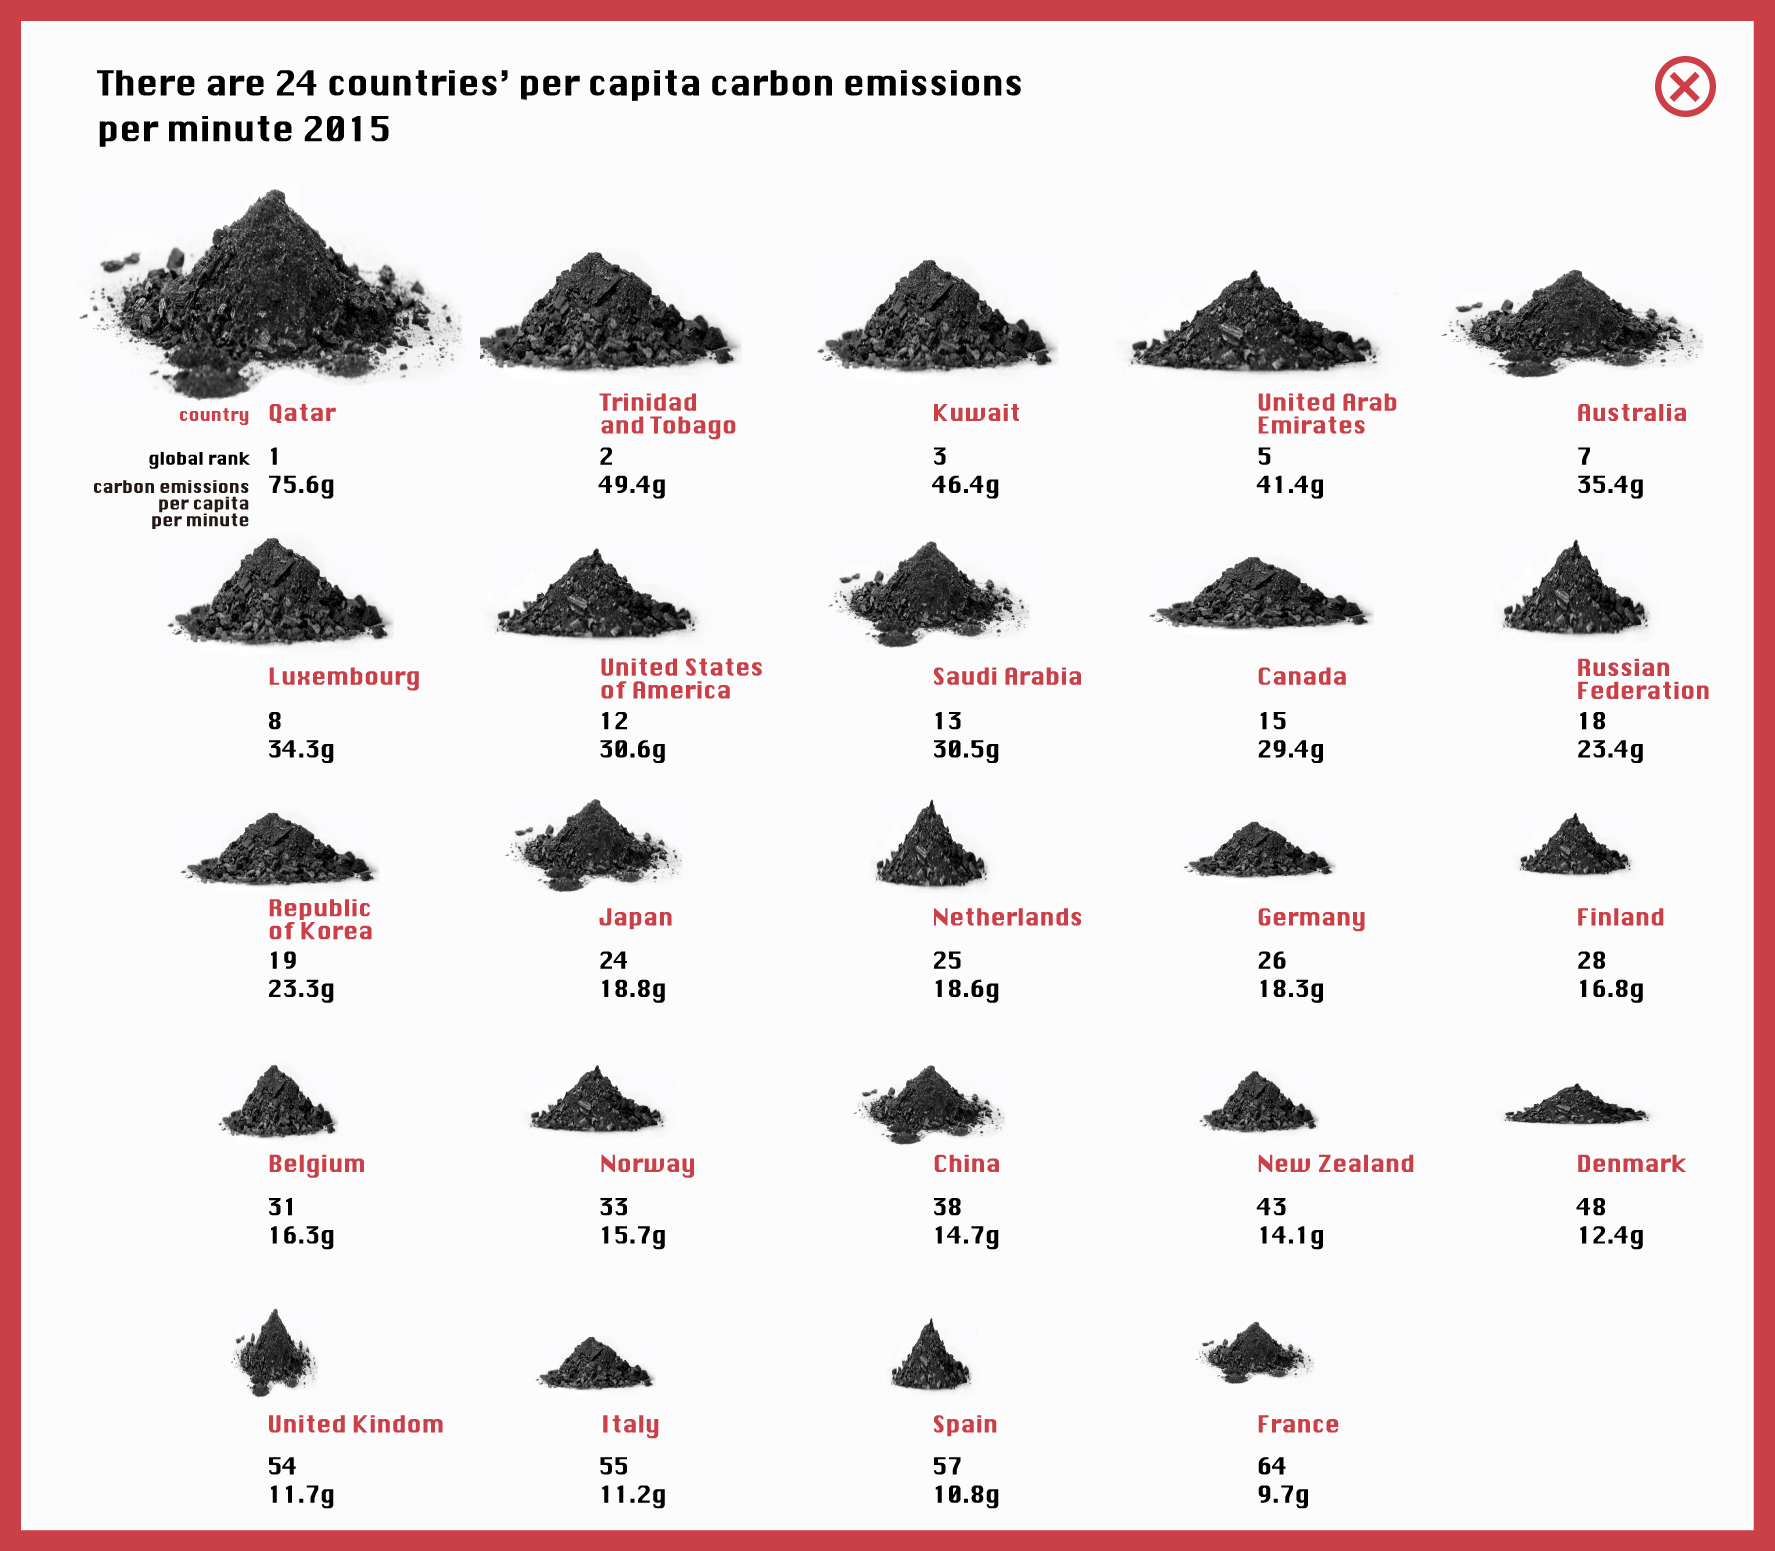 There are 24 countries’ per capita carbon emissions
per minute 2015
country Qatar
global rank 1
carbon emissions 75.6g
per capita
per minute
Trinidad
and Tobago
2
49.4g
Kuwait
3
46.4g
United Arab
Emirates
5
41.4g
Australia
7
35.4g
Luxembourg
8
34.3g
United States
of America
12
30.6g
Saudi Arabia
13
30.5g
Canada
15
29.4g
Russian
Federation
18
23.4g
Republic
of Korea
19
23.3g
Japan
24
18.8g
Netherlands
25
18.6g
Germany
26
18.3g
Finland
28
16.8g
Belgium
31
16.3g
Norway
33
15.7g
China
38
14.7g
New Zealand
43
14.1g
Denmark
48
12.4g
United Kindom
54
11.7g
Italy
55
11.2g
Spain
57
10.8g
France
64
9.7g